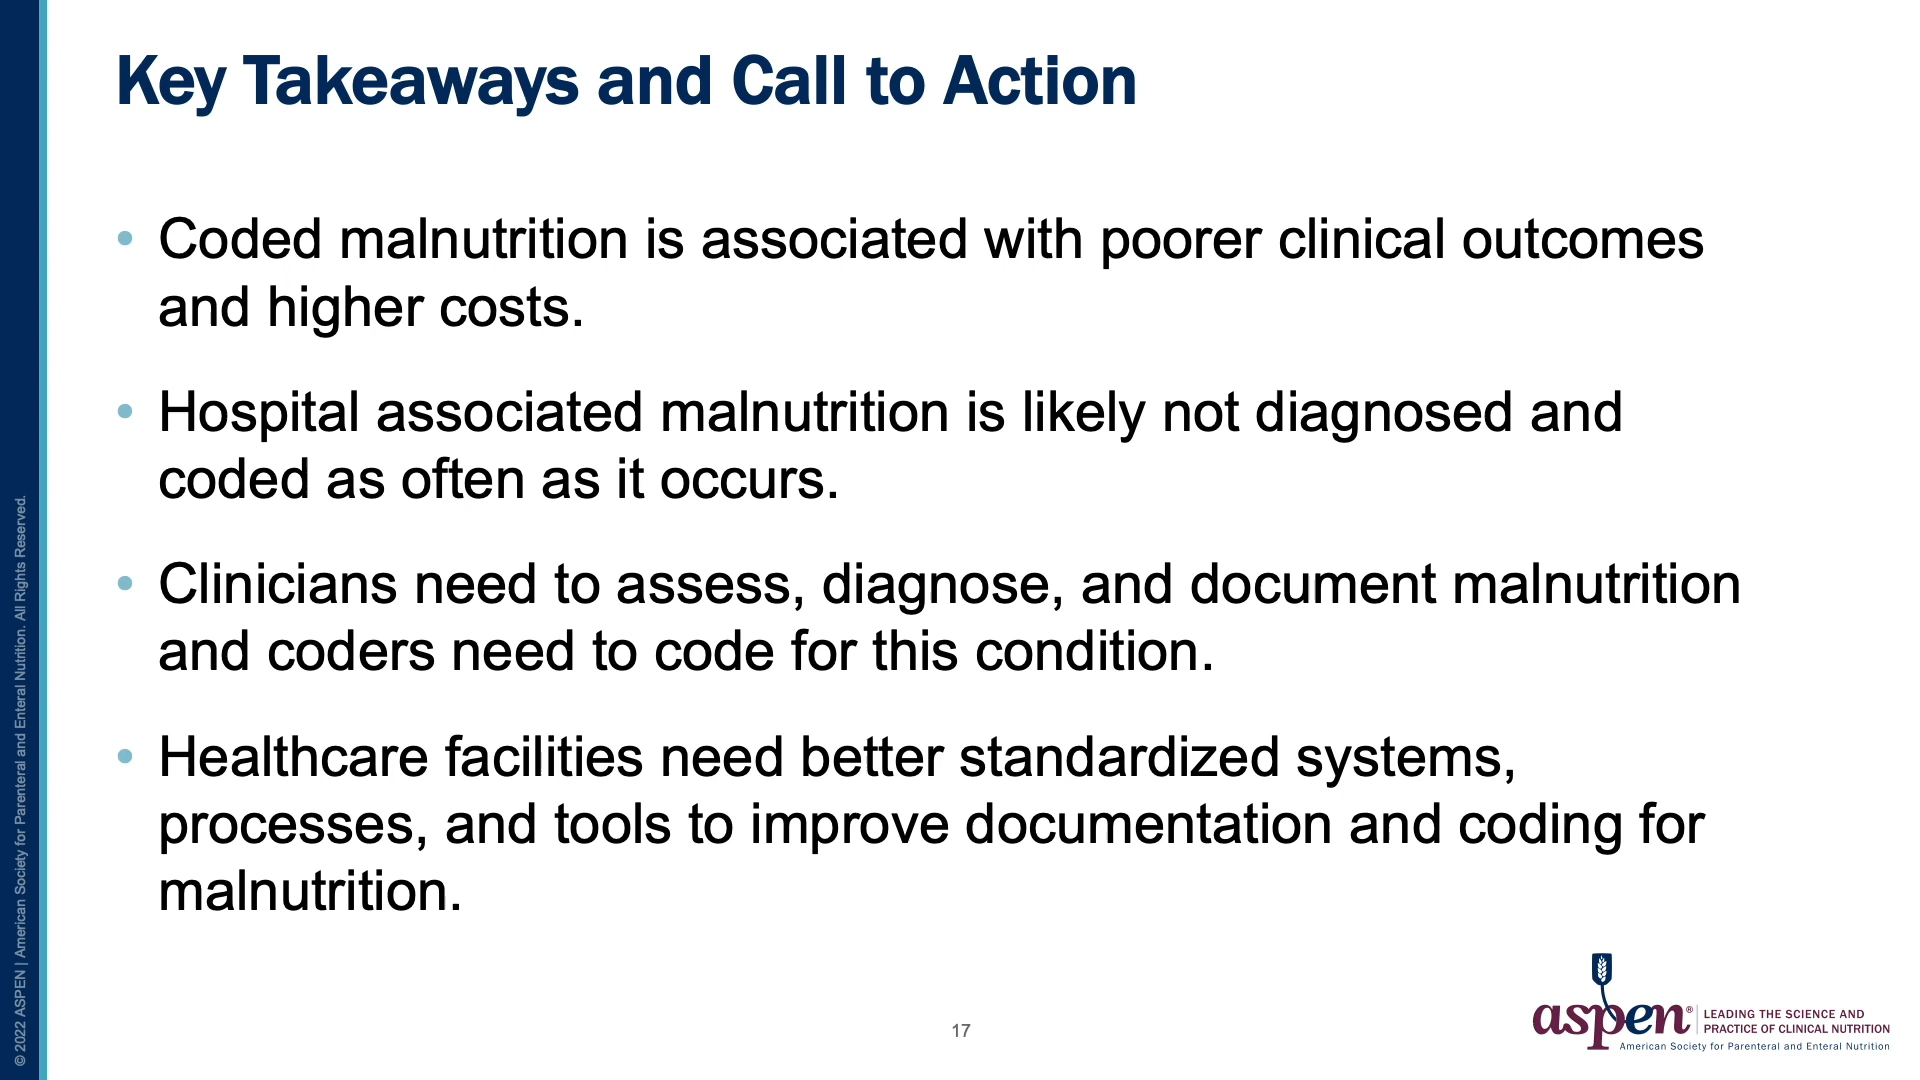 Key Takeaways and Call to Action
• Coded malnutrition is associated with poorer clinical outcomes
and higher costs.
• Hospital associated malnutrition is likely not diagnosed and
coded as often as it occurs.
• Clinicians need to assess, diagnose, and document malnutrition
and coders need to code for this condition.
• Healthcare facilities need better standardized systems,
processes, and tools to improve documentation and coding for
malnutrition.
© 2022 ASPEN | American Society for Parenteral and Enteral Nutrition. All Rights Reserved.
17
aspen®
LEADING THE SCIENCE AND
PRACTICE OF CLINICAL NUTRITION
American Society for Parenteral and Enteral Nutrition